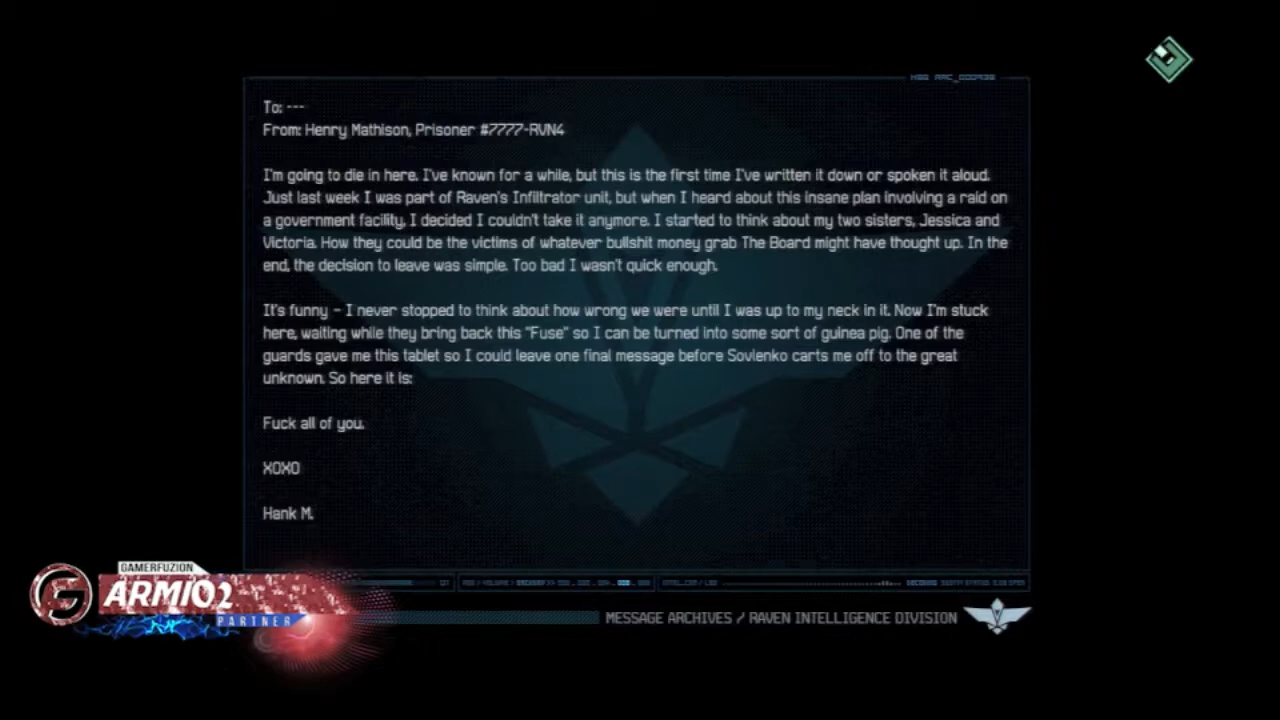 To: ---
From: Henry Mathison, Prisoner #7777-RVN4
I'm going to die in here. I've known for a while, but this is the first time I've written it down or spoken it aloud.
Just last week I was part of Raven's Infiltrator unit, but when I heard about this insane plan involving a raid on
a government facility, I decided I couldn't take it anymore. I started to think about my two sisters, Jessica and
Victoria. How they could be the victims of whatever bullshit money grab The Board might have thought up. In the
end, the decision to leave was simple. Too bad I wasn't quick enough.
It's funny – I never stopped to think about how wrong we were until I was up to my neck in it. Now I'm stuck
here, waiting while they bring back this "Fuse" so I can be turned into some sort of guinea pig. One of the
guards gave me this tablet so I could leave one final message before Sovlenko carts me off to the great
unknown. So here it is:
Fuck all of you.
XOXO
Hank M.
GAMERFUZION
ARMIO2
PARTNER
MESSAGE ARCHIVES / RAVEN INTELLIGENCE DIVISION